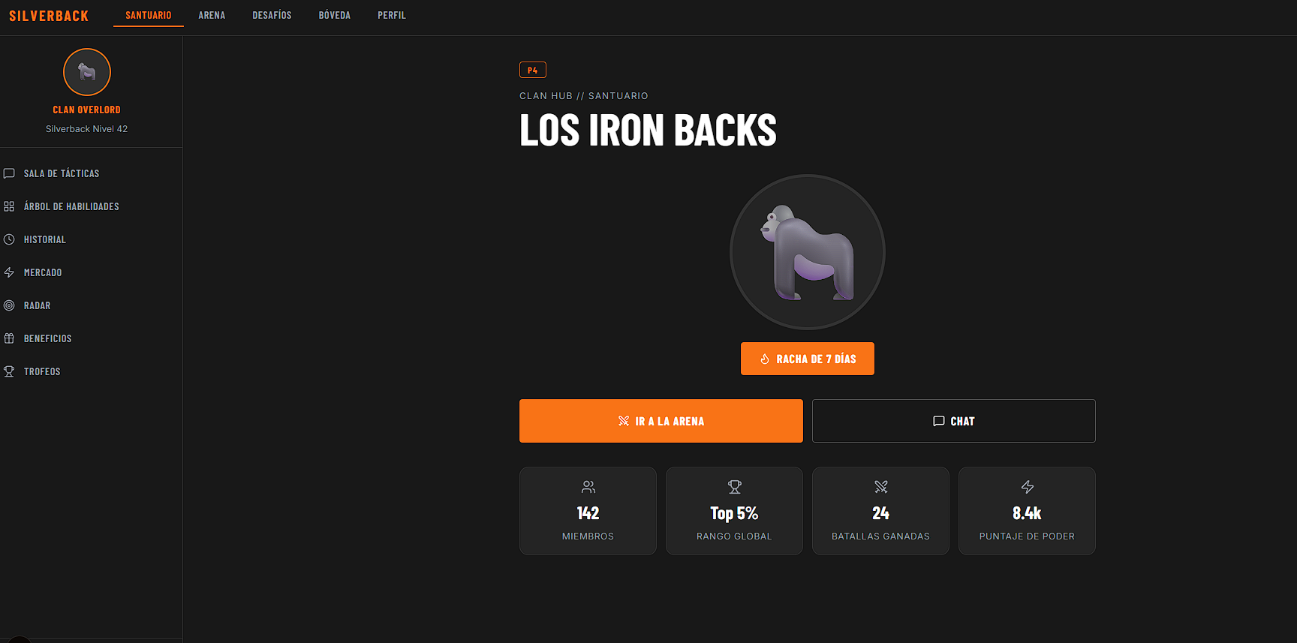 SILVERBACK
SANTUARIO
ARENA
DESAFÍOS
BÓVEDA
PERFIL
CLAN OVERLORD
Silverback Nivel 42
SALA DE TÁCTICAS
ÁRBOL DE HABILIDADES
HISTORIAL
MERCADO
RADAR
BENEFICIOS
TROFEOS
P4
CLAN HUB // SANTUARIO
LOS IRON BACKS
RACHA DE 7 DÍAS
IR A LA ARENA
CHAT
142
MIEMBROS
Top 5%
RANGO GLOBAL
24
BATALLAS GANADAS
8.4k
PUNTAJE DE PODER